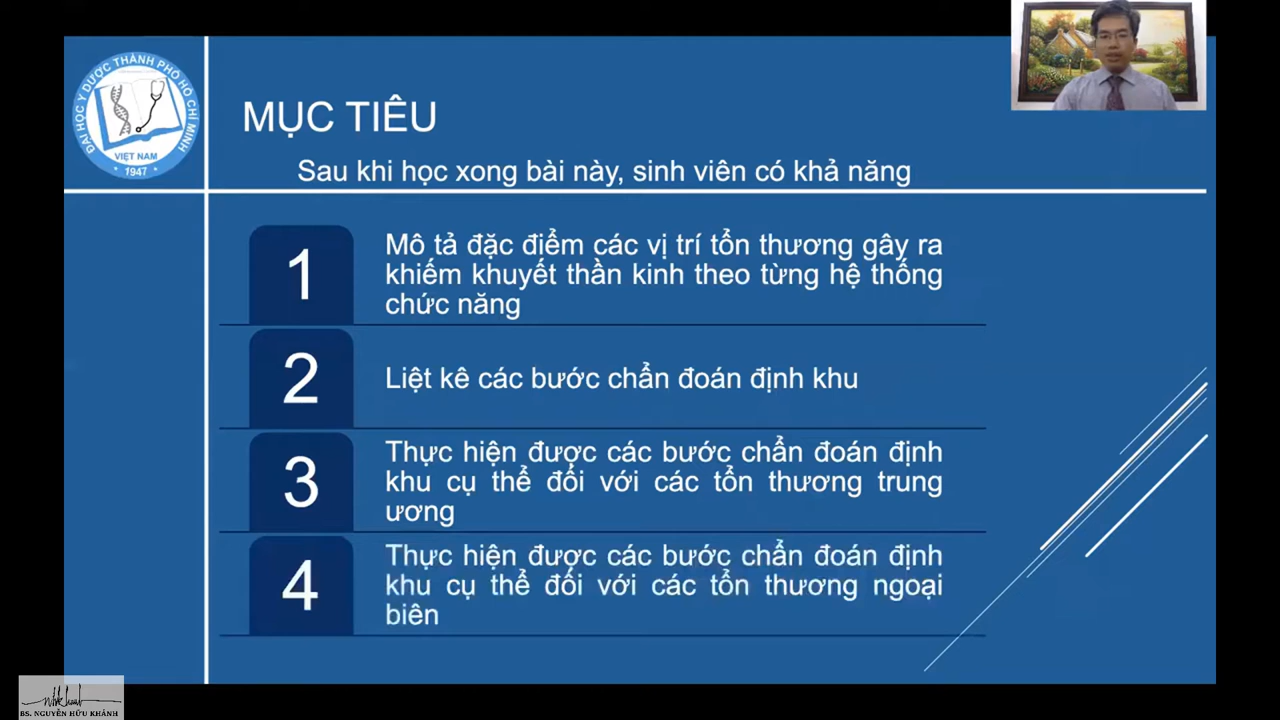 ĐẠI HỌC Y DƯỢC THÀNH PHỐ HỒ CHÍ MINH
VIỆT NAM
1947
MỤC TIÊU
Sau khi học xong bài này, sinh viên có khả năng
1
Mô tả đặc điểm các vị trí tổn thương gây ra
khiếm khuyết thần kinh theo từng hệ thống
chức năng
2
Liệt kê các bước chẩn đoán định khu
3
Thực hiện được các bước chẩn đoán định
khu cụ thể đối với các tổn thương trung
ương
4
Thực hiện được các bước chẩn đoán định
khu cụ thể đối với các tổn thương ngoại
biên
BS. NGUYỄN HỮU KHÁNH